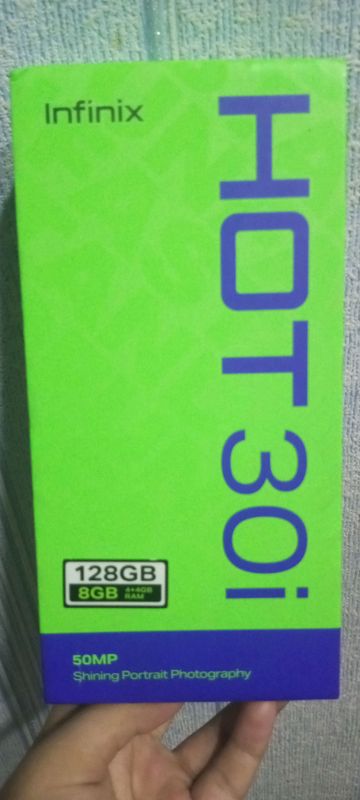 Infinix
HOT 30i
128GB
8GB 4+4GB RAM
50MP
Shining Portrait Photography